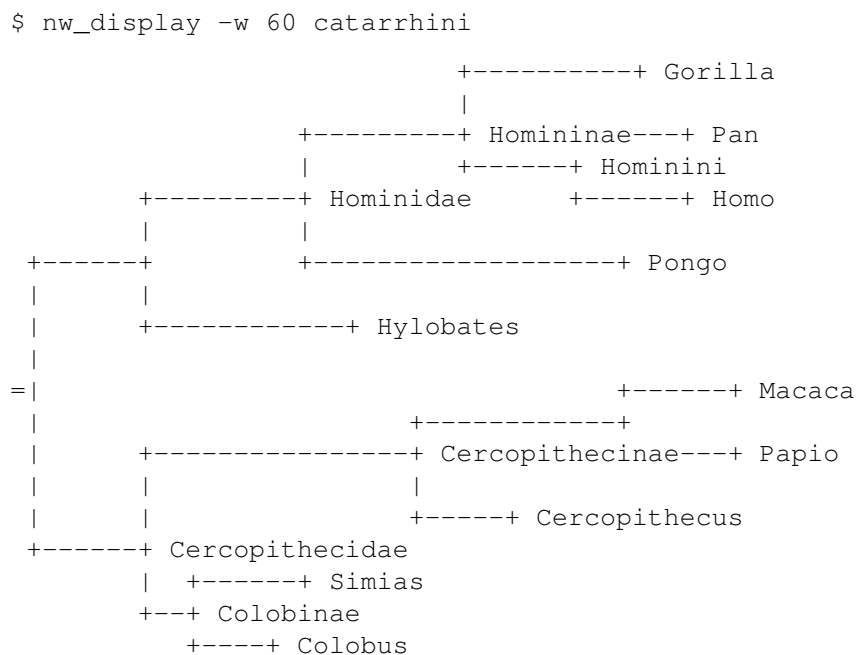 $ nw_display -w 60 catarrhini
                                     +----------+ Gorilla
                                     |
                        +---------+ Homininae---+ Pan
                        |            +------+ Hominini
           +---------+ Hominidae      +------+ Homo
           |            |
 +------+            +-------------------+ Pongo
 |         |
 |         +------------+ Hylobates
 |
=|                                                +------+ Macaca
 |                               +------------+
 |         +----------------+ Cercopithecinae---+ Papio
 |         |                     |
 |         |                     +-----+ Cercopithecus
 +------+ Cercopithecidae
           |  +------+ Simias
           +--+ Colobinae
              +----+ Colobus